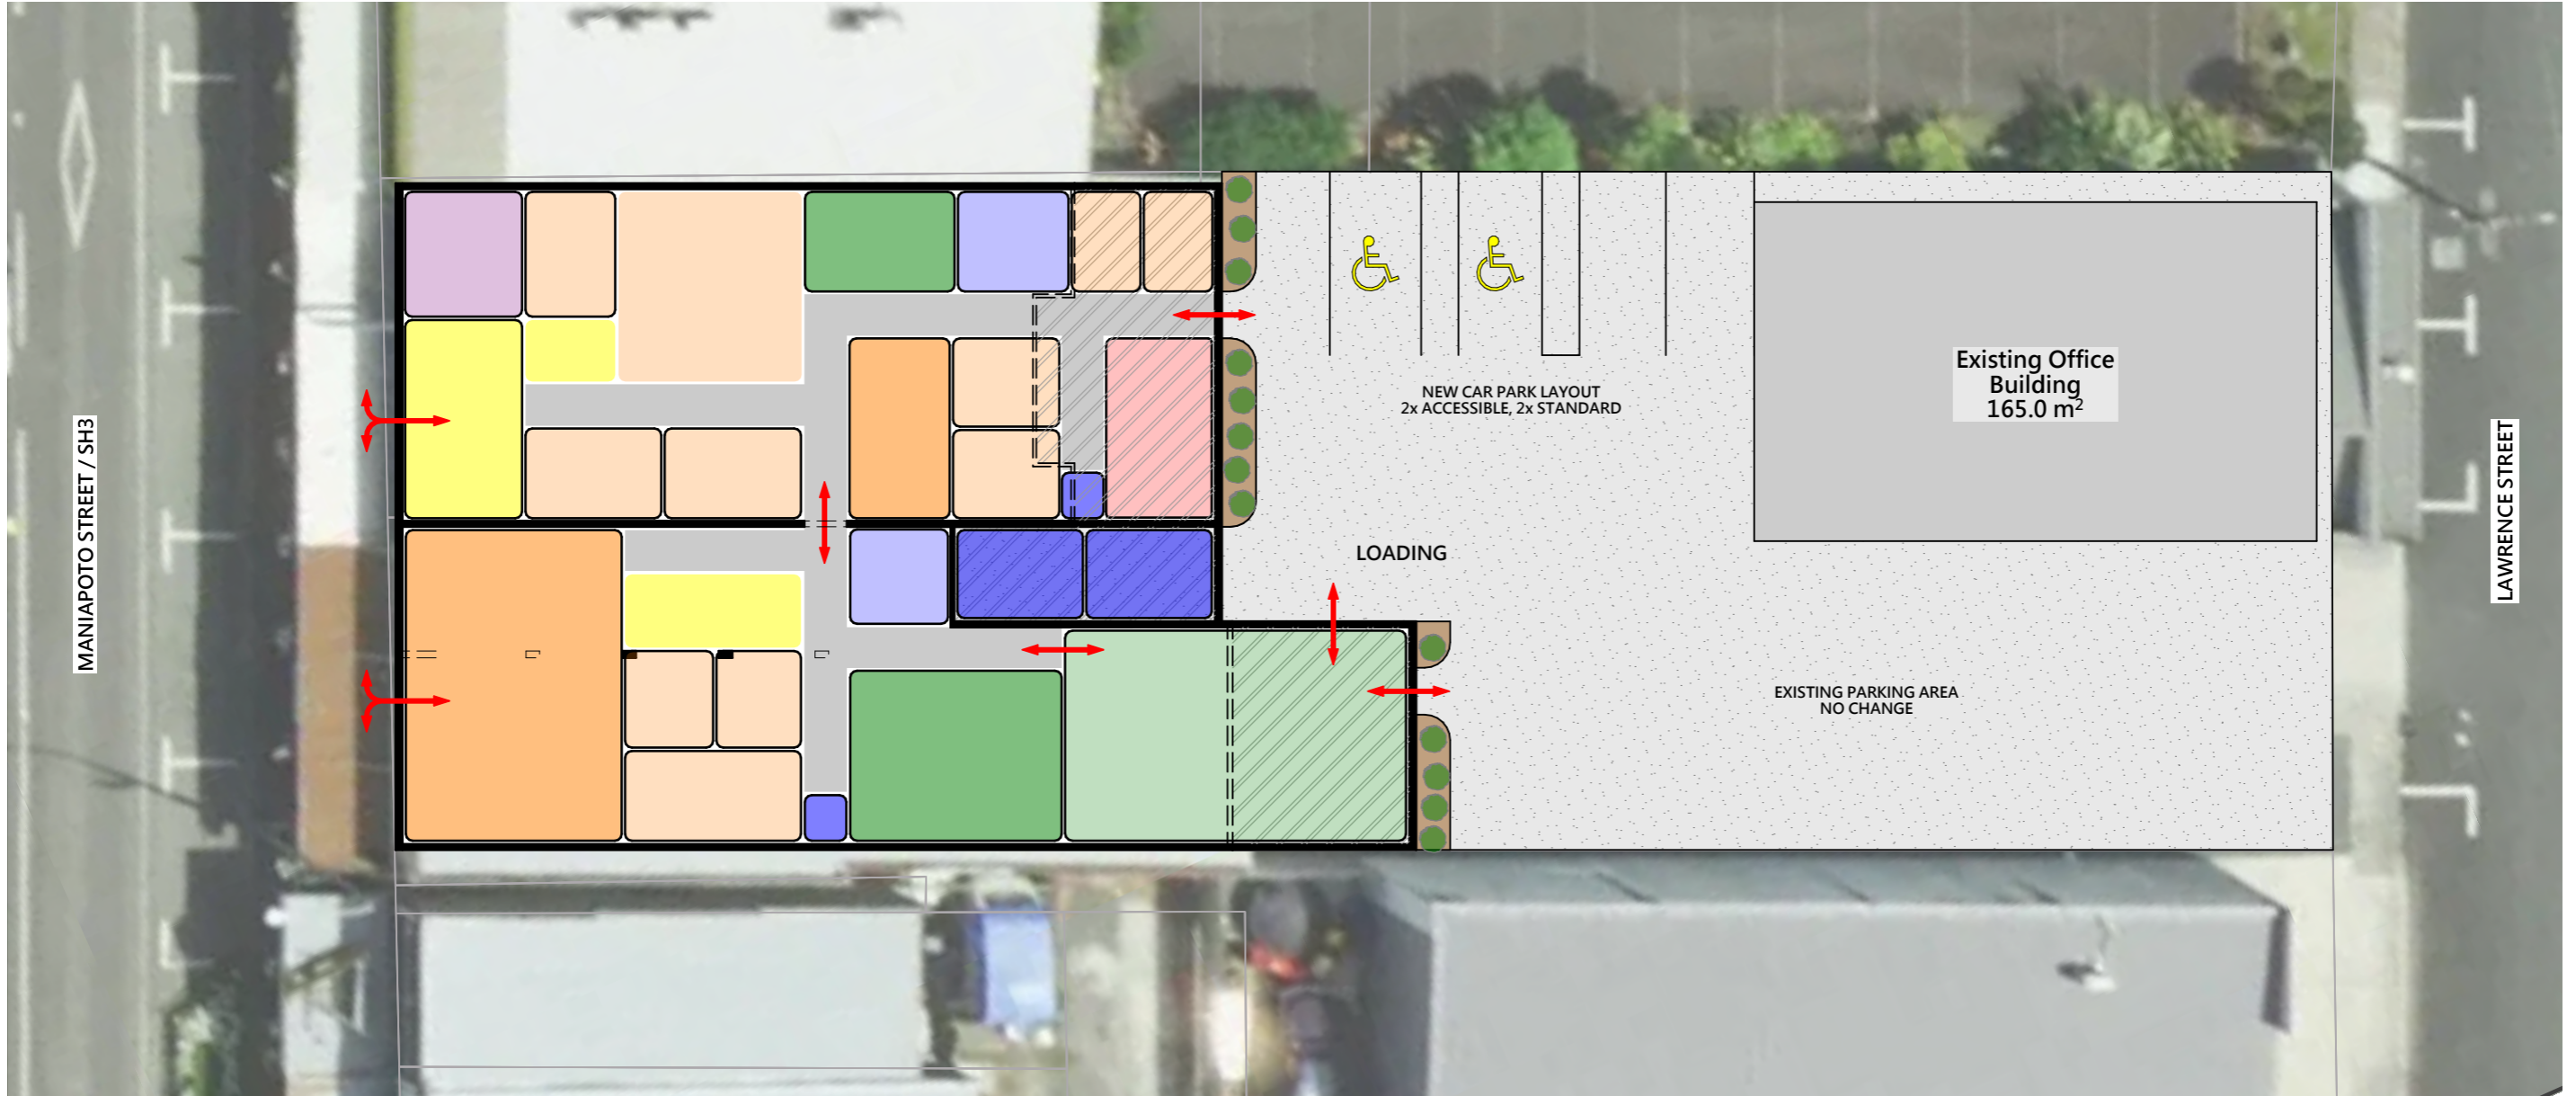 MANIAPOTO STREET / SH3
NEW CAR PARK LAYOUT
2x ACCESSIBLE, 2x STANDARD
LOADING
Existing Office
Building
165.0 m²
EXISTING PARKING AREA
NO CHANGE
LAWRENCE STREET